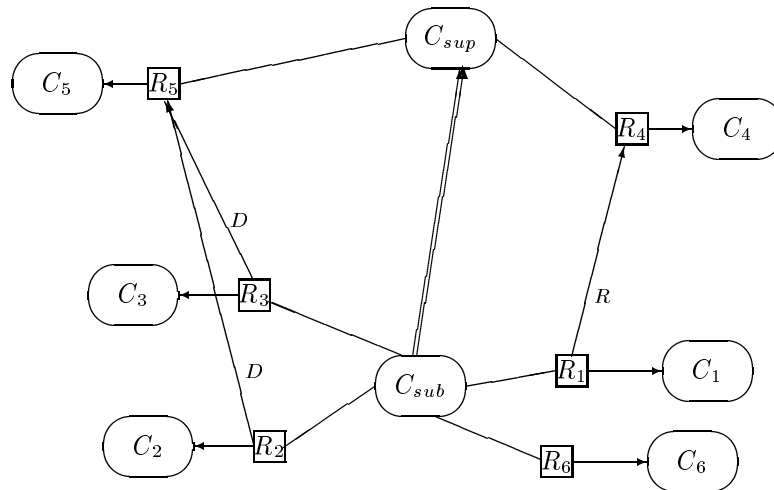 C_sup
C_5
R_5
R_4
C_4
D
C_3
R_3
R
D
C_sub
R_1
C_1
C_2
R_2
R_6
C_6